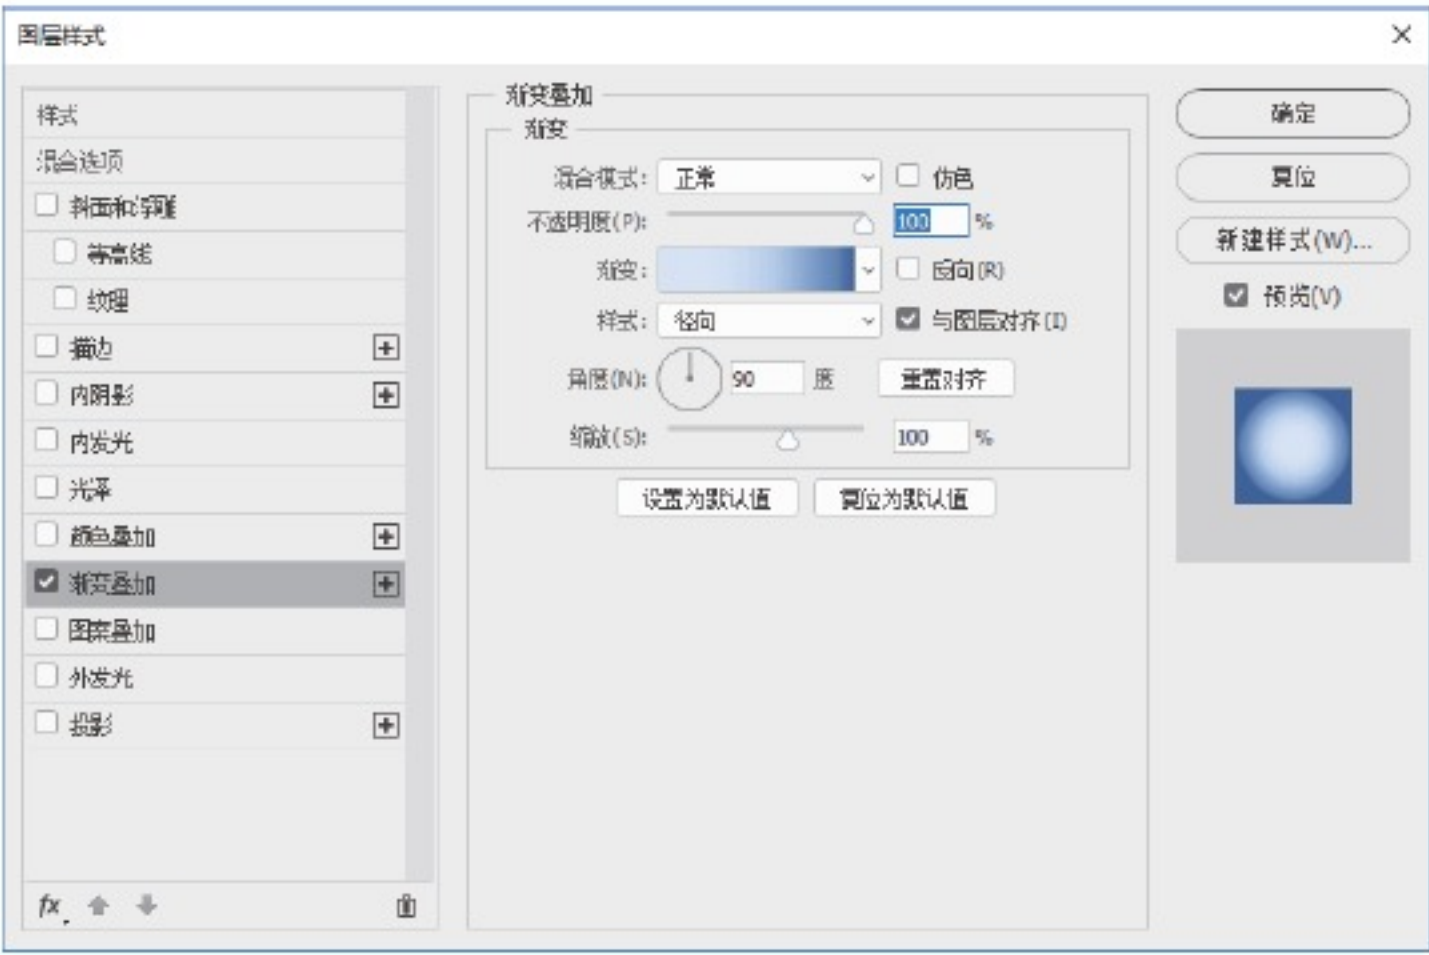 图层样式
样式
混合选项
斜面和浮雕
等高线
纹理
描边
内阴影
内发光
光泽
颜色叠加
渐变叠加
图案叠加
外发光
投影
fx
渐变叠加
渐变
混合模式: 正常 仿色
不透明度(P): 100 %
渐变: 反向(R)
样式: 径向 与图层对齐(I)
角度(N): 90 度 重置对齐
缩放(S): 100 %
设置为默认值 复位为默认值
确定
复位
新建样式(W)...
预览(V)